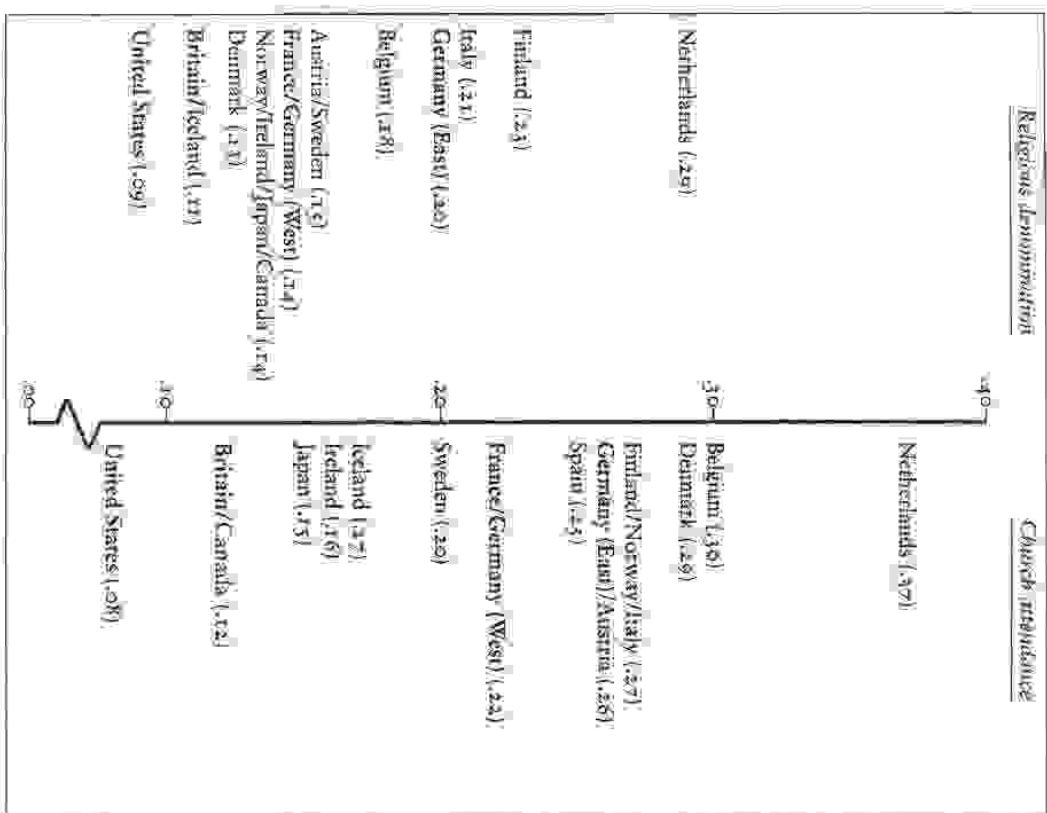 Religious denomination
Netherlands (.29)
Finland (.23)
Italy (.21)
Germany (East) (.20)
Belgium (.18)
Austria/Sweden (.15)
France/Germany (West) (.14)
Norway/Ireland/Japan/Canada (.14)
Denmark (.13)
Britain/Iceland (.11)
United States (.09)
.40
.30
.20
.10
.00
Church attendance
Netherlands (.37)
Belgium (.30)
Denmark (.29)
Finland/Norway/Italy (.27)
Germany (East)/Austria (.26)
Spain (.25)
France/Germany (West) (.22)
Sweden (.20)
Iceland (.17)
Ireland (.16)
Japan (.15)
Britain/Canada (.12)
United States (.08)